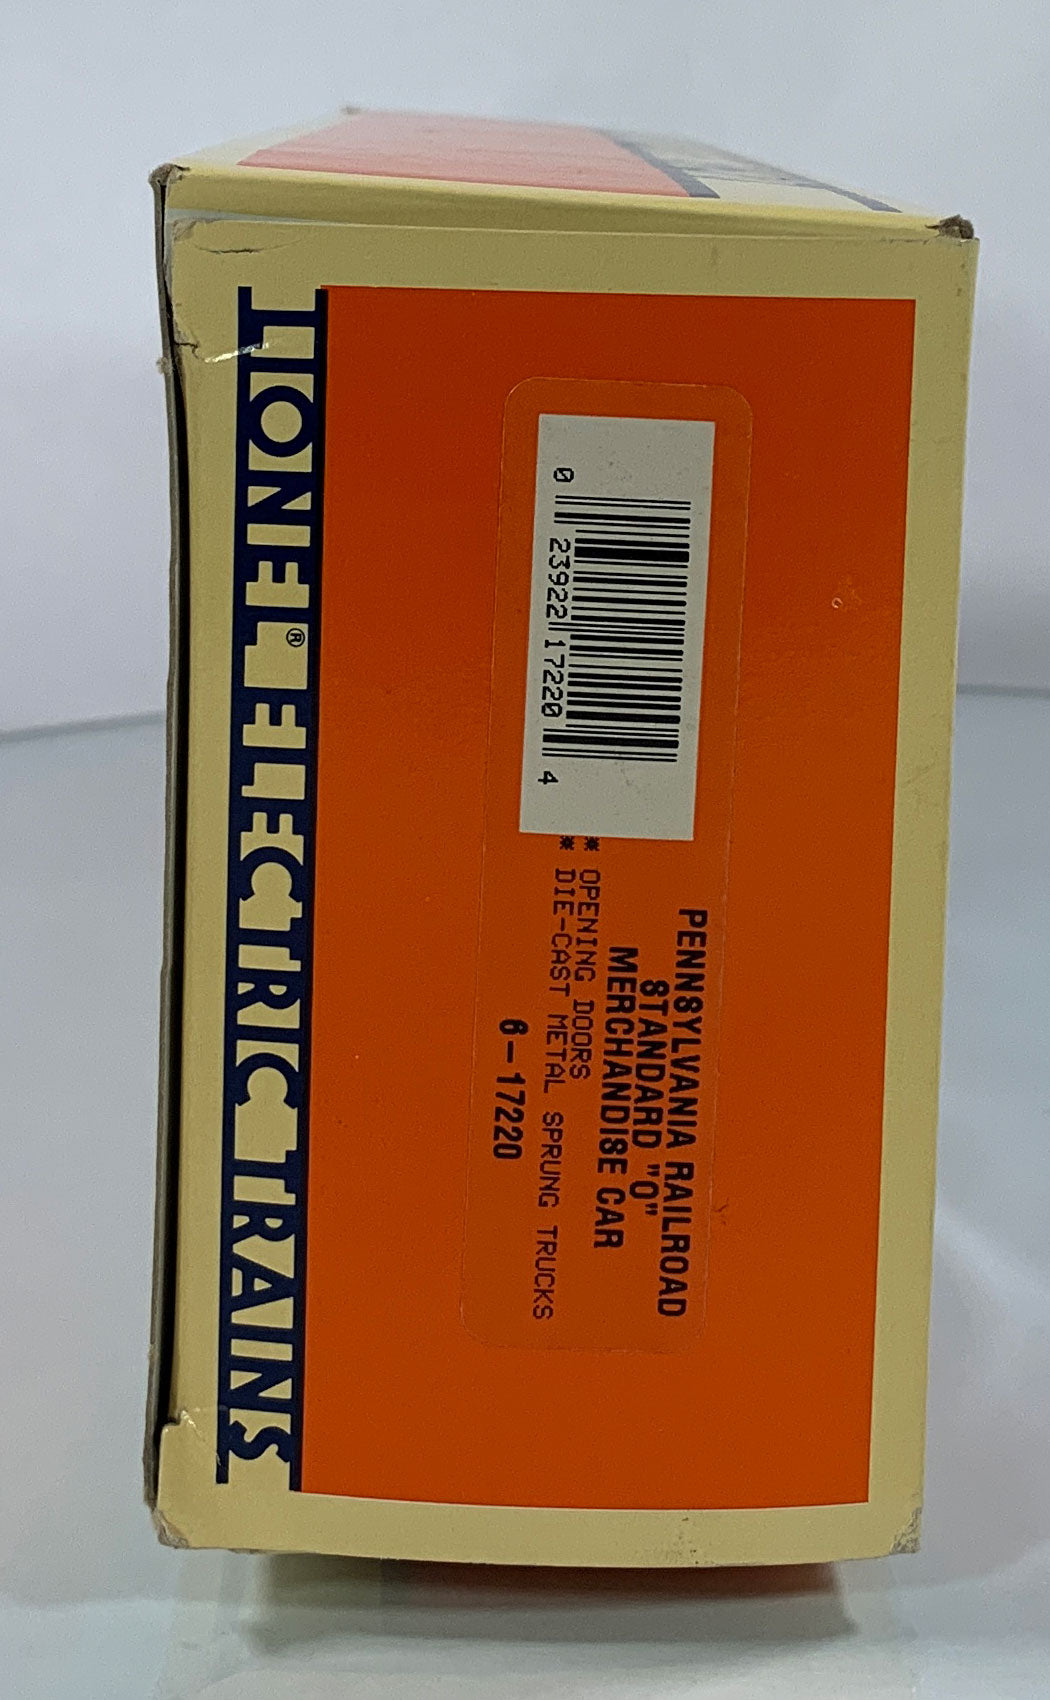 LIONEL® ELECTRIC TRAINS
0 23922 17220 4
PENNSYLVANIA RAILROAD
STANDARD "O"
MERCHANDISE CAR
* OPENING DOORS
* DIE-CAST METAL SPRUNG TRUCKS
6-17220